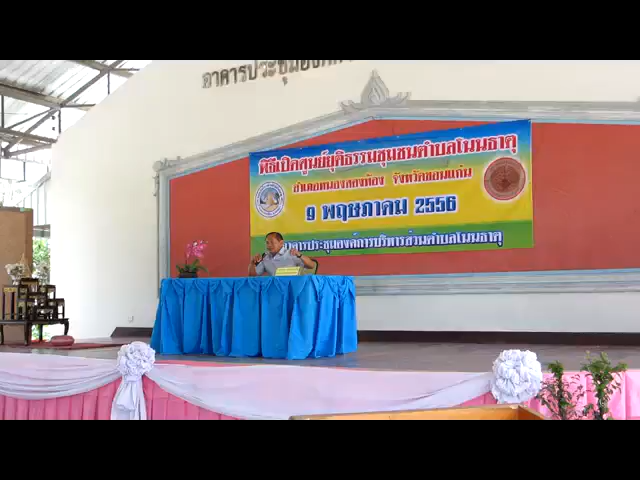 อาคารประชุมองค์ก
พิธีเปิดศูนย์ยุติธรรมชุมชนตำบลโนนธาตุ
อำเภอหนองสองห้อง จังหวัดขอนแก่น
9 พฤษภาคม 2556
อาคารประชุมองค์การบริหารส่วนตำบลโนนธาตุ